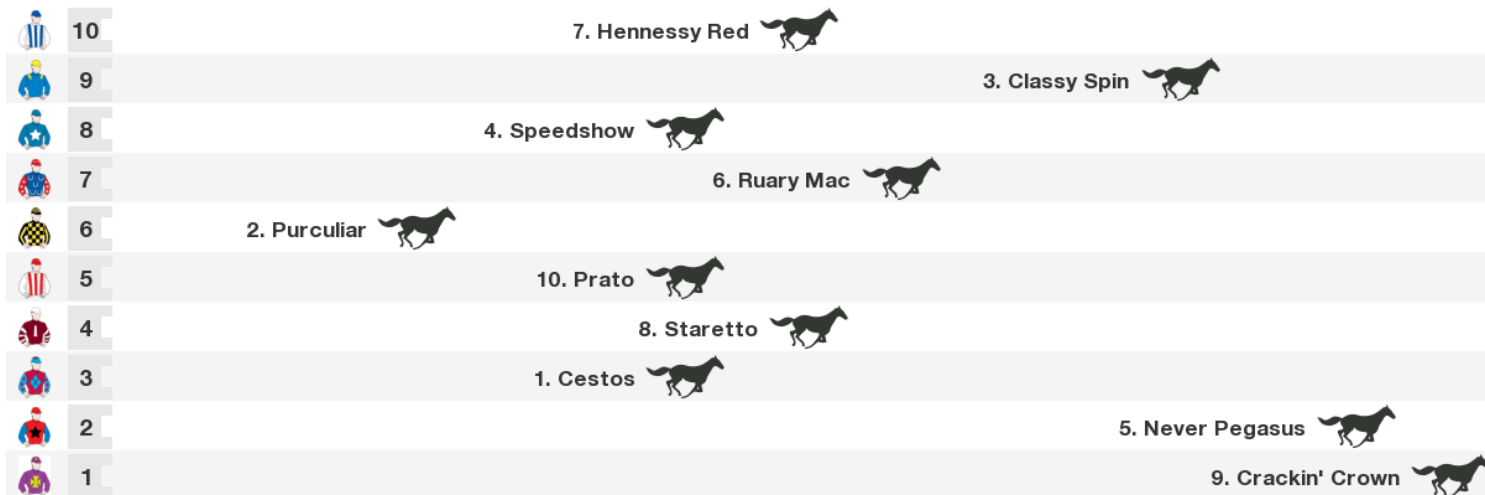 10 7. Hennessy Red
9 3. Classy Spin
8 4. Speedshow
7 6. Ruary Mac
6 2. Purculiar
5 10. Prato
4 8. Staretto
3 1. Cestos
2 5. Never Pegasus
1 9. Crackin' Crown